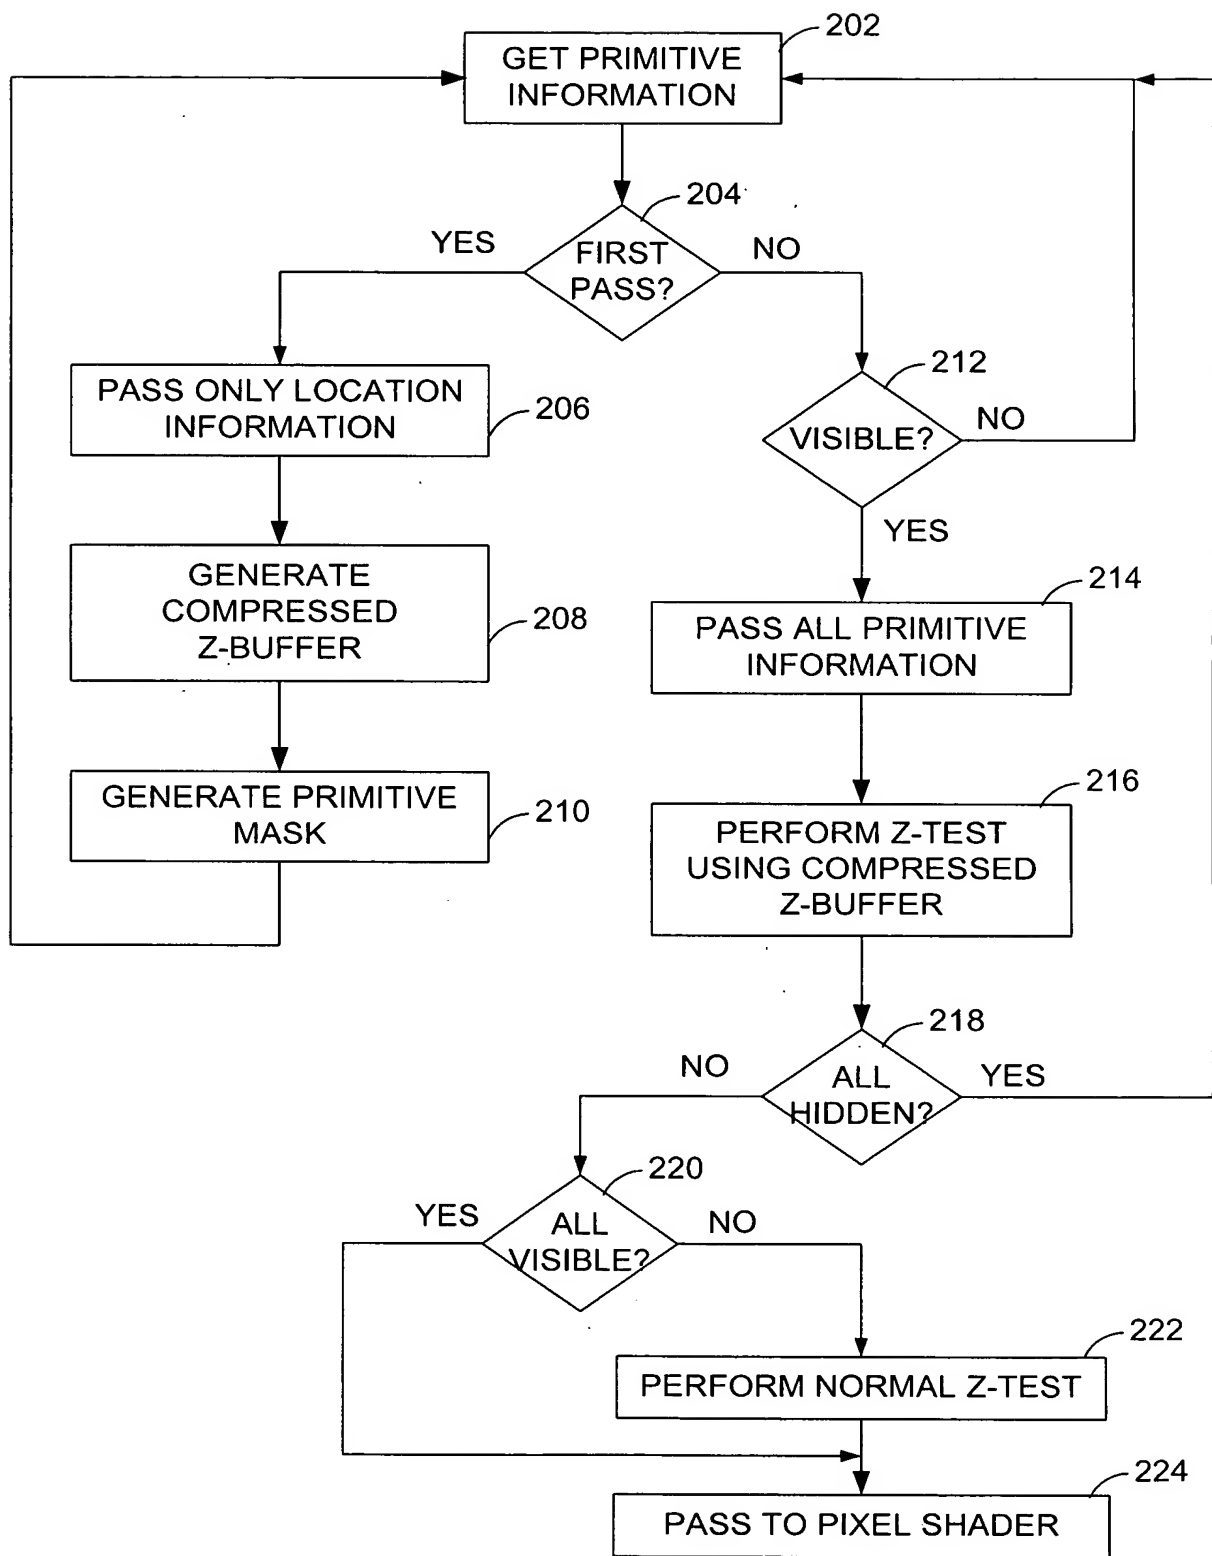 202
GET PRIMITIVE
INFORMATION
204
YES
FIRST
PASS?
NO
PASS ONLY LOCATION
INFORMATION
206
212
VISIBLE?
NO
YES
GENERATE
COMPRESSED
Z-BUFFER
208
214
PASS ALL PRIMITIVE
INFORMATION
GENERATE PRIMITIVE
MASK
210
216
PERFORM Z-TEST
USING COMPRESSED
Z-BUFFER
218
NO
ALL
HIDDEN?
YES
220
YES
ALL
VISIBLE?
NO
222
PERFORM NORMAL Z-TEST
224
PASS TO PIXEL SHADER